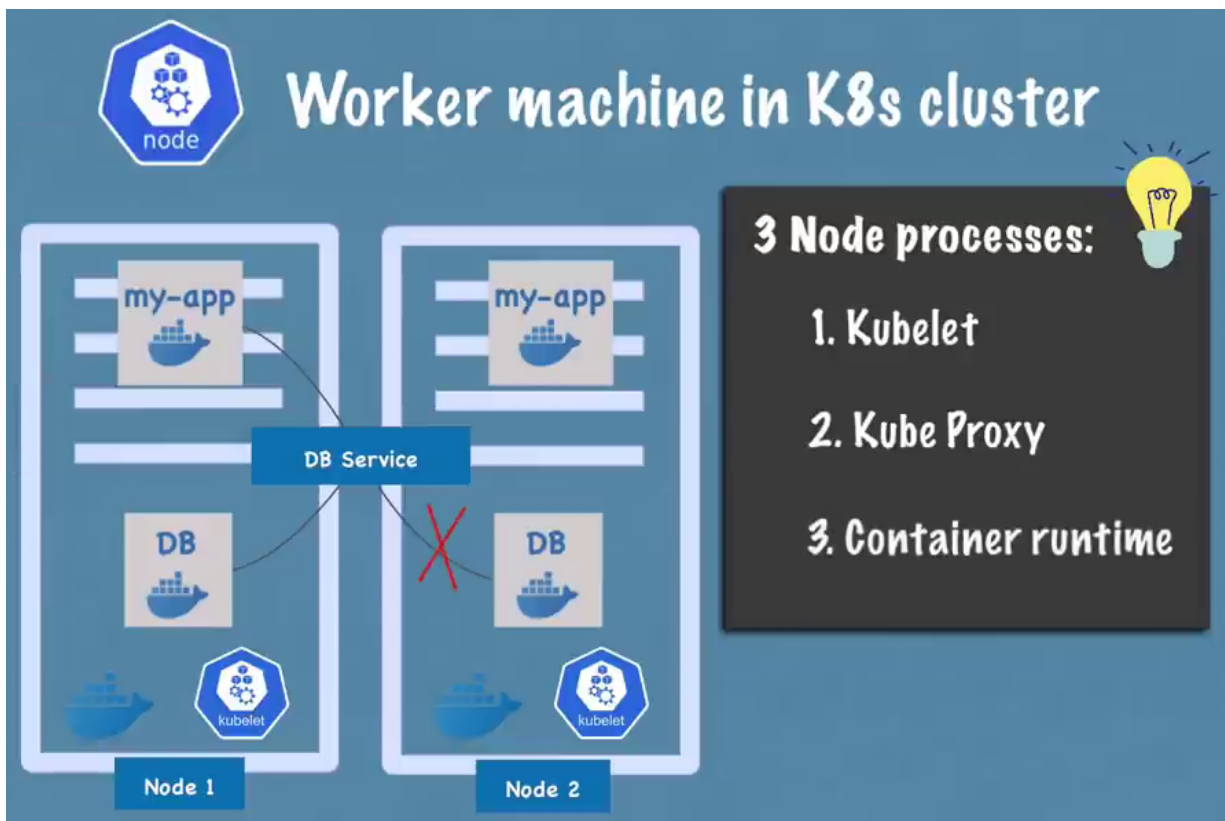 node
Worker machine in K8s cluster
3 Node processes:
1. Kubelet
2. Kube Proxy
3. Container runtime
my-app
my-app
DB Service
DB
DB
kubelet
kubelet
Node 1
Node 2